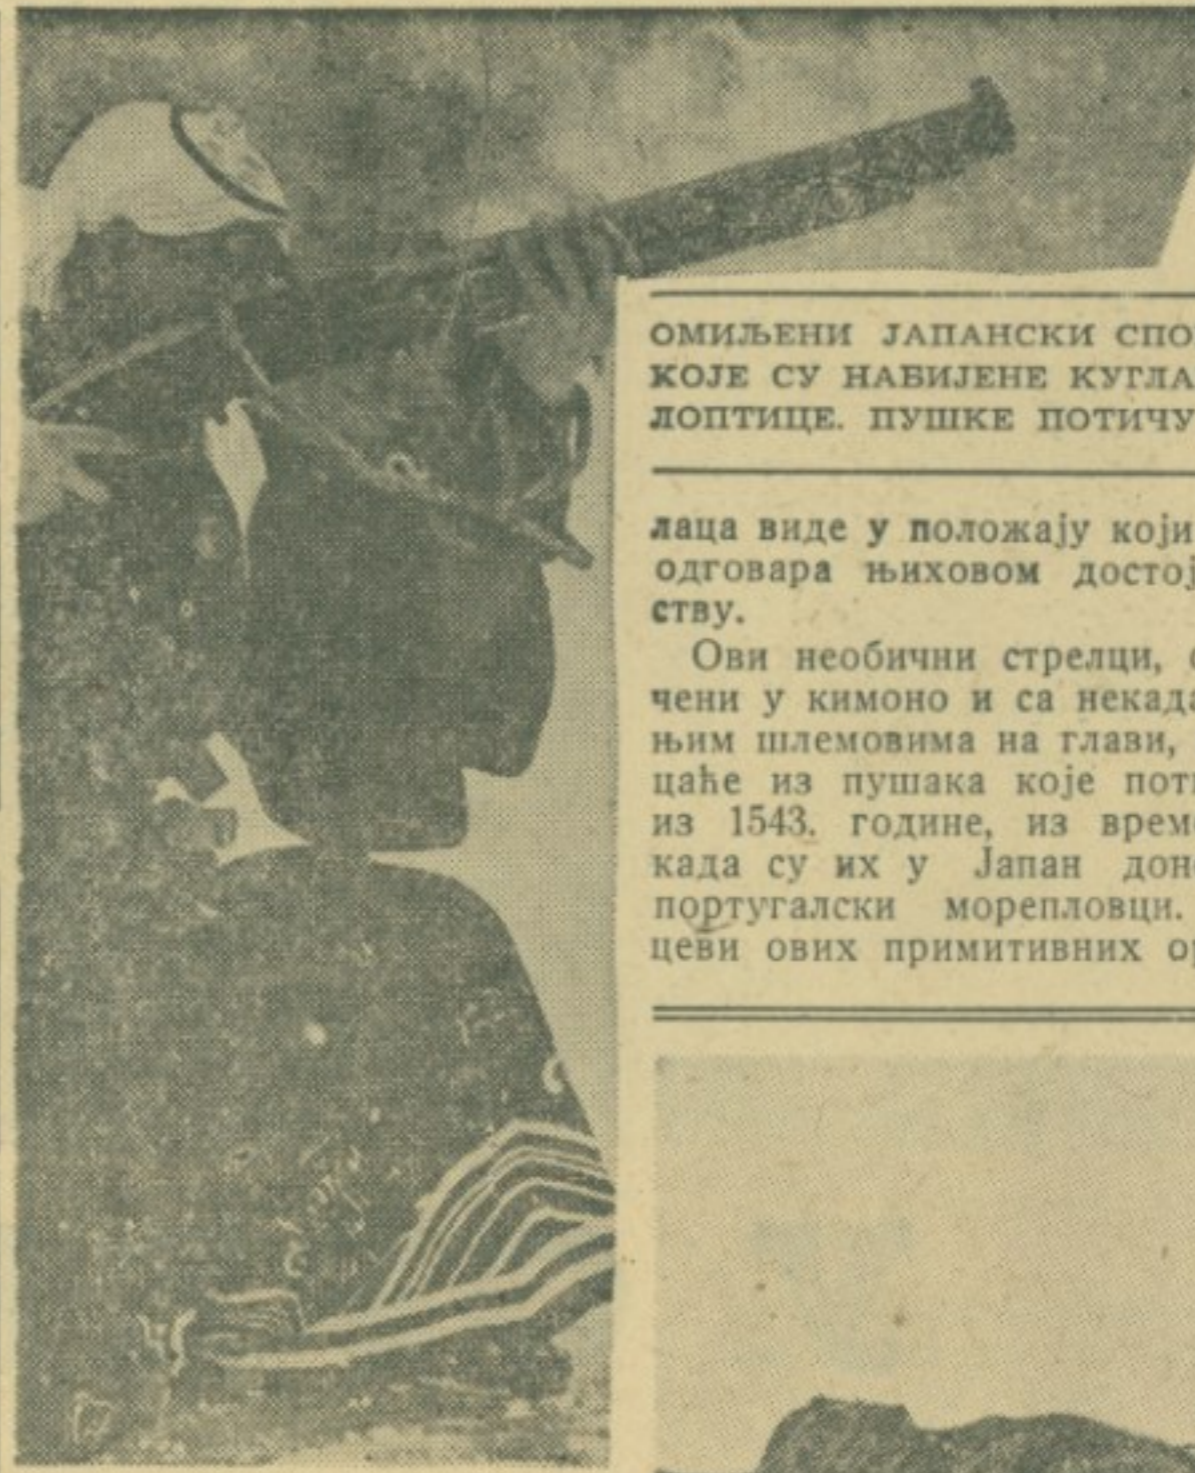 ОМИЉЕНИ ЈАПАНСКИ СПО
КОЈЕ СУ НАБИЈЕНЕ КУГЛА
ЛОПТИЦЕ. ПУШКЕ ПОТИЧУ
лаца виде у положају који
одговара њиховом достој
ству.
Ови необични стрелци,
чени у кимоно и са некада
њим шлемовима на глави,
цаће из пушака које поти
из 1543. године, из врем
када су их у Јапан дон
португалски морепловци.
цеви ових примитивних ор